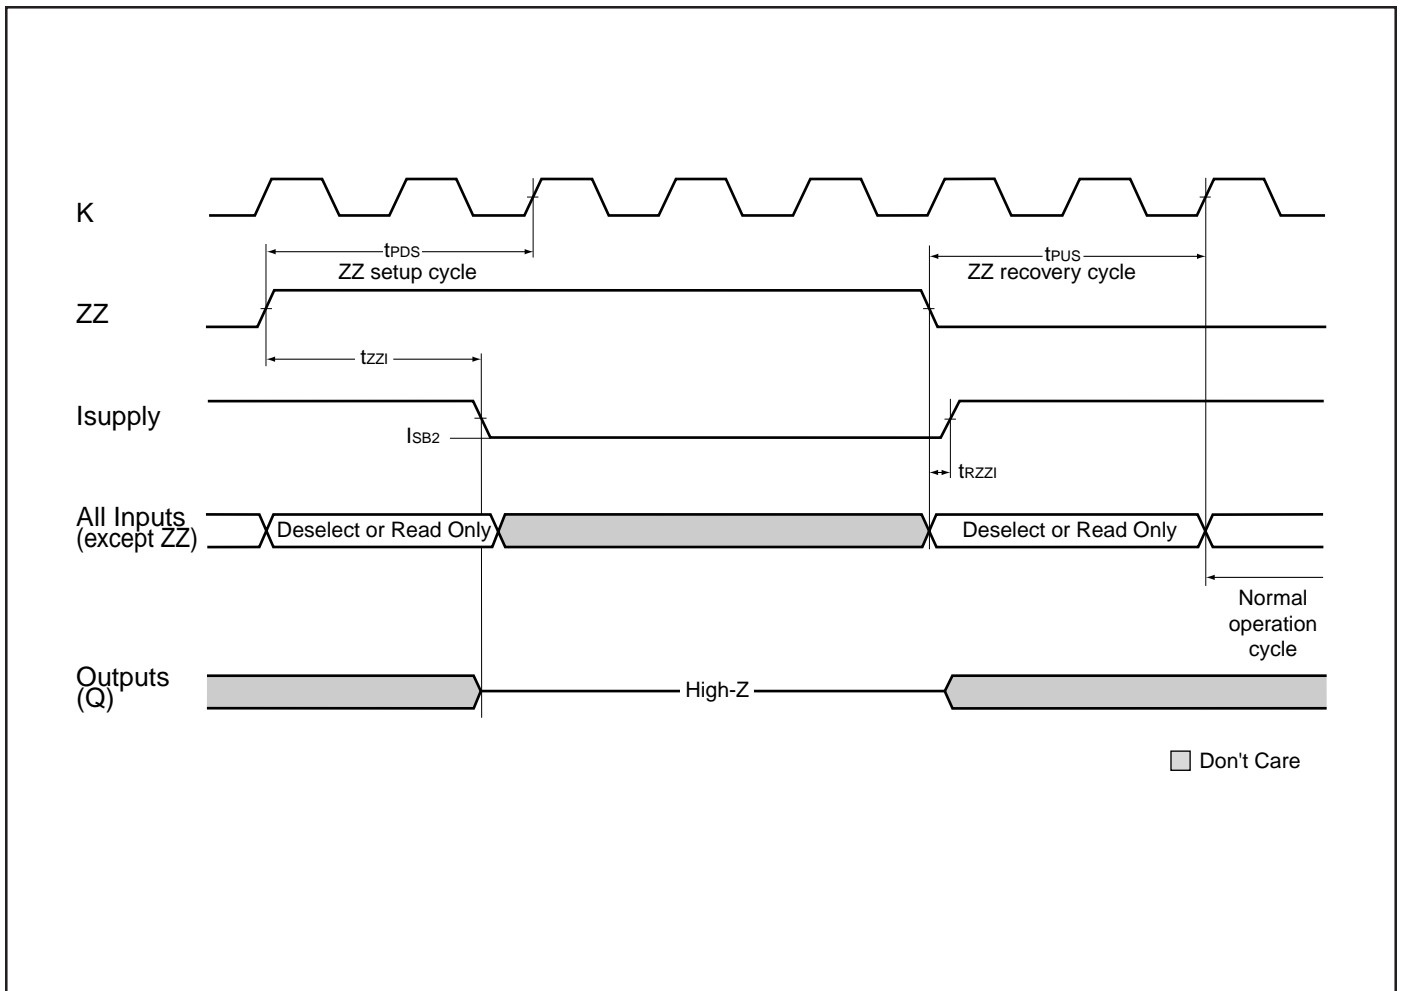 K
tPDS
ZZ setup cycle
tPUS
ZZ recovery cycle
ZZ
tZZI
Isupply
ISB2
tRZZI
All Inputs
(except ZZ)
Deselect or Read Only
Deselect or Read Only
Normal
operation
cycle
Outputs
(Q)
High-Z
Don't Care